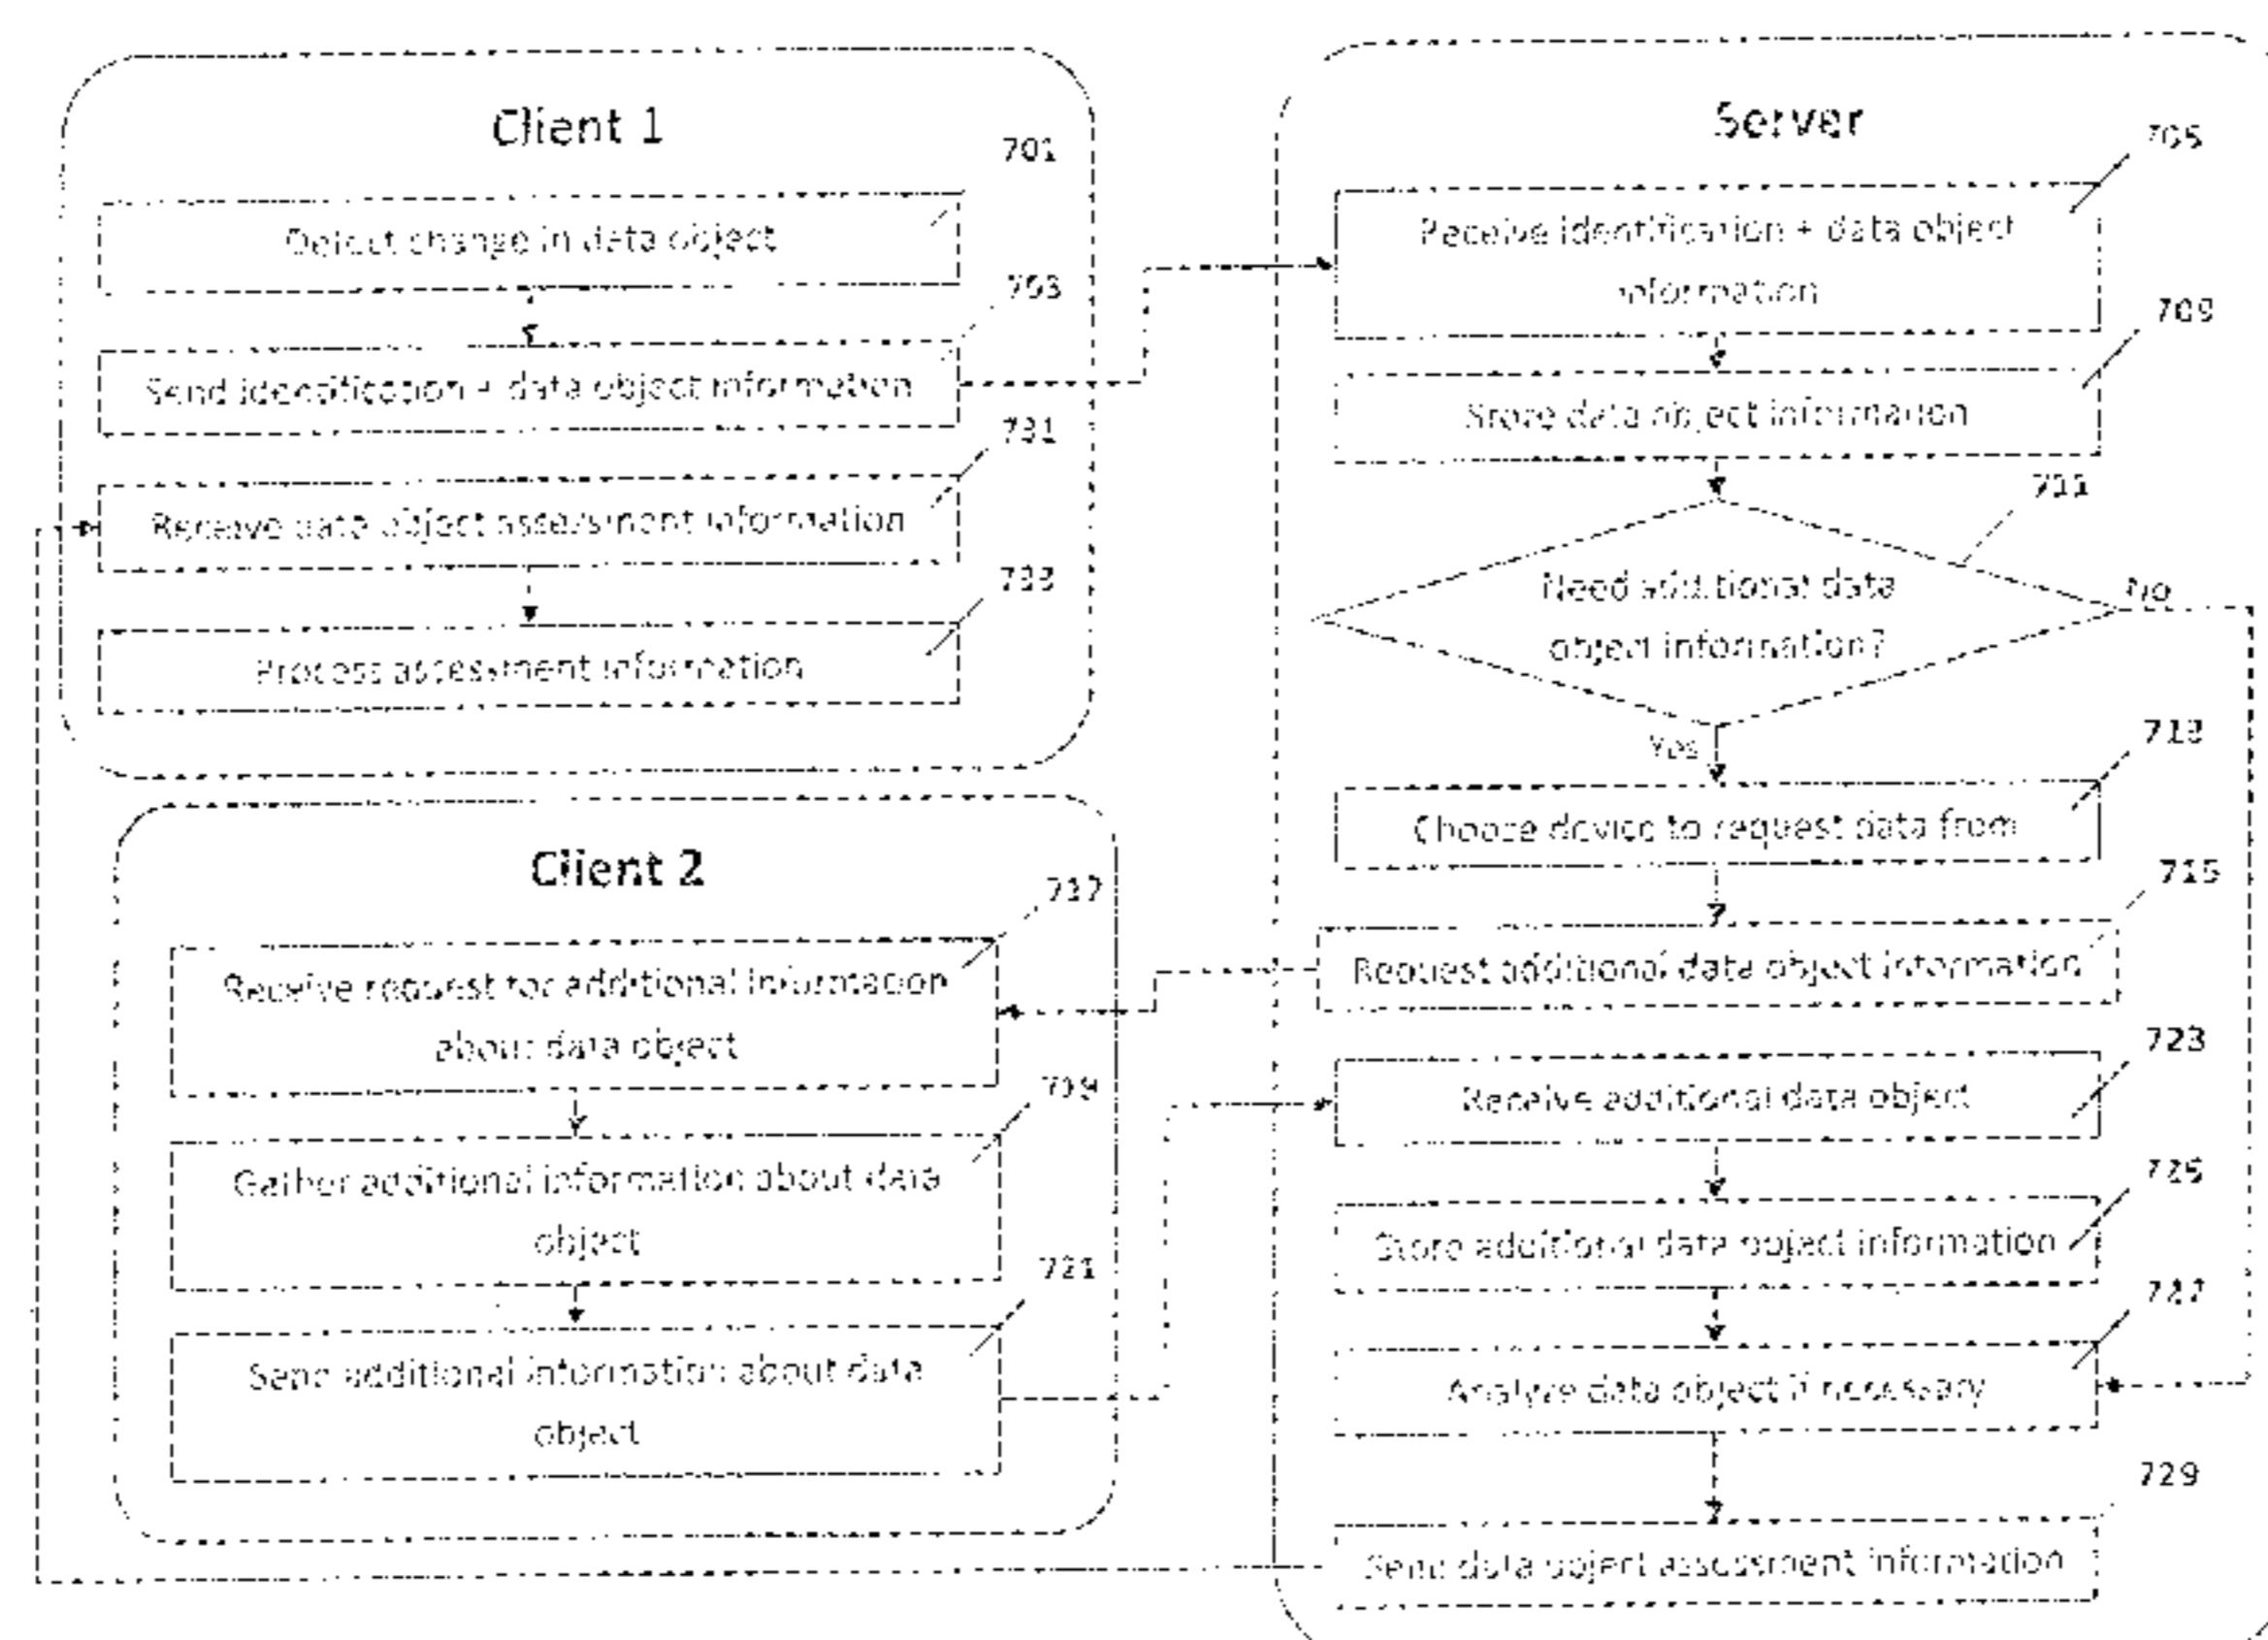 Client 1
701
Detect change in data object
703
Send identification + data object information
731
Receive data object assessment information
733
Process assessment information
Client 2
717
Receive request for additional information
about data object
719
Gather additional information about data
object
721
Send additional information about data
object
Server
705
Receive identification + data object
information
709
Store data object information
711
Need additional data
object information?
No
Yes
713
Choose device to request data from
715
Request additional data object information
723
Receive additional data object
725
Store additional data object information
727
Analyze data object if necessary
729
Send data object assessment information